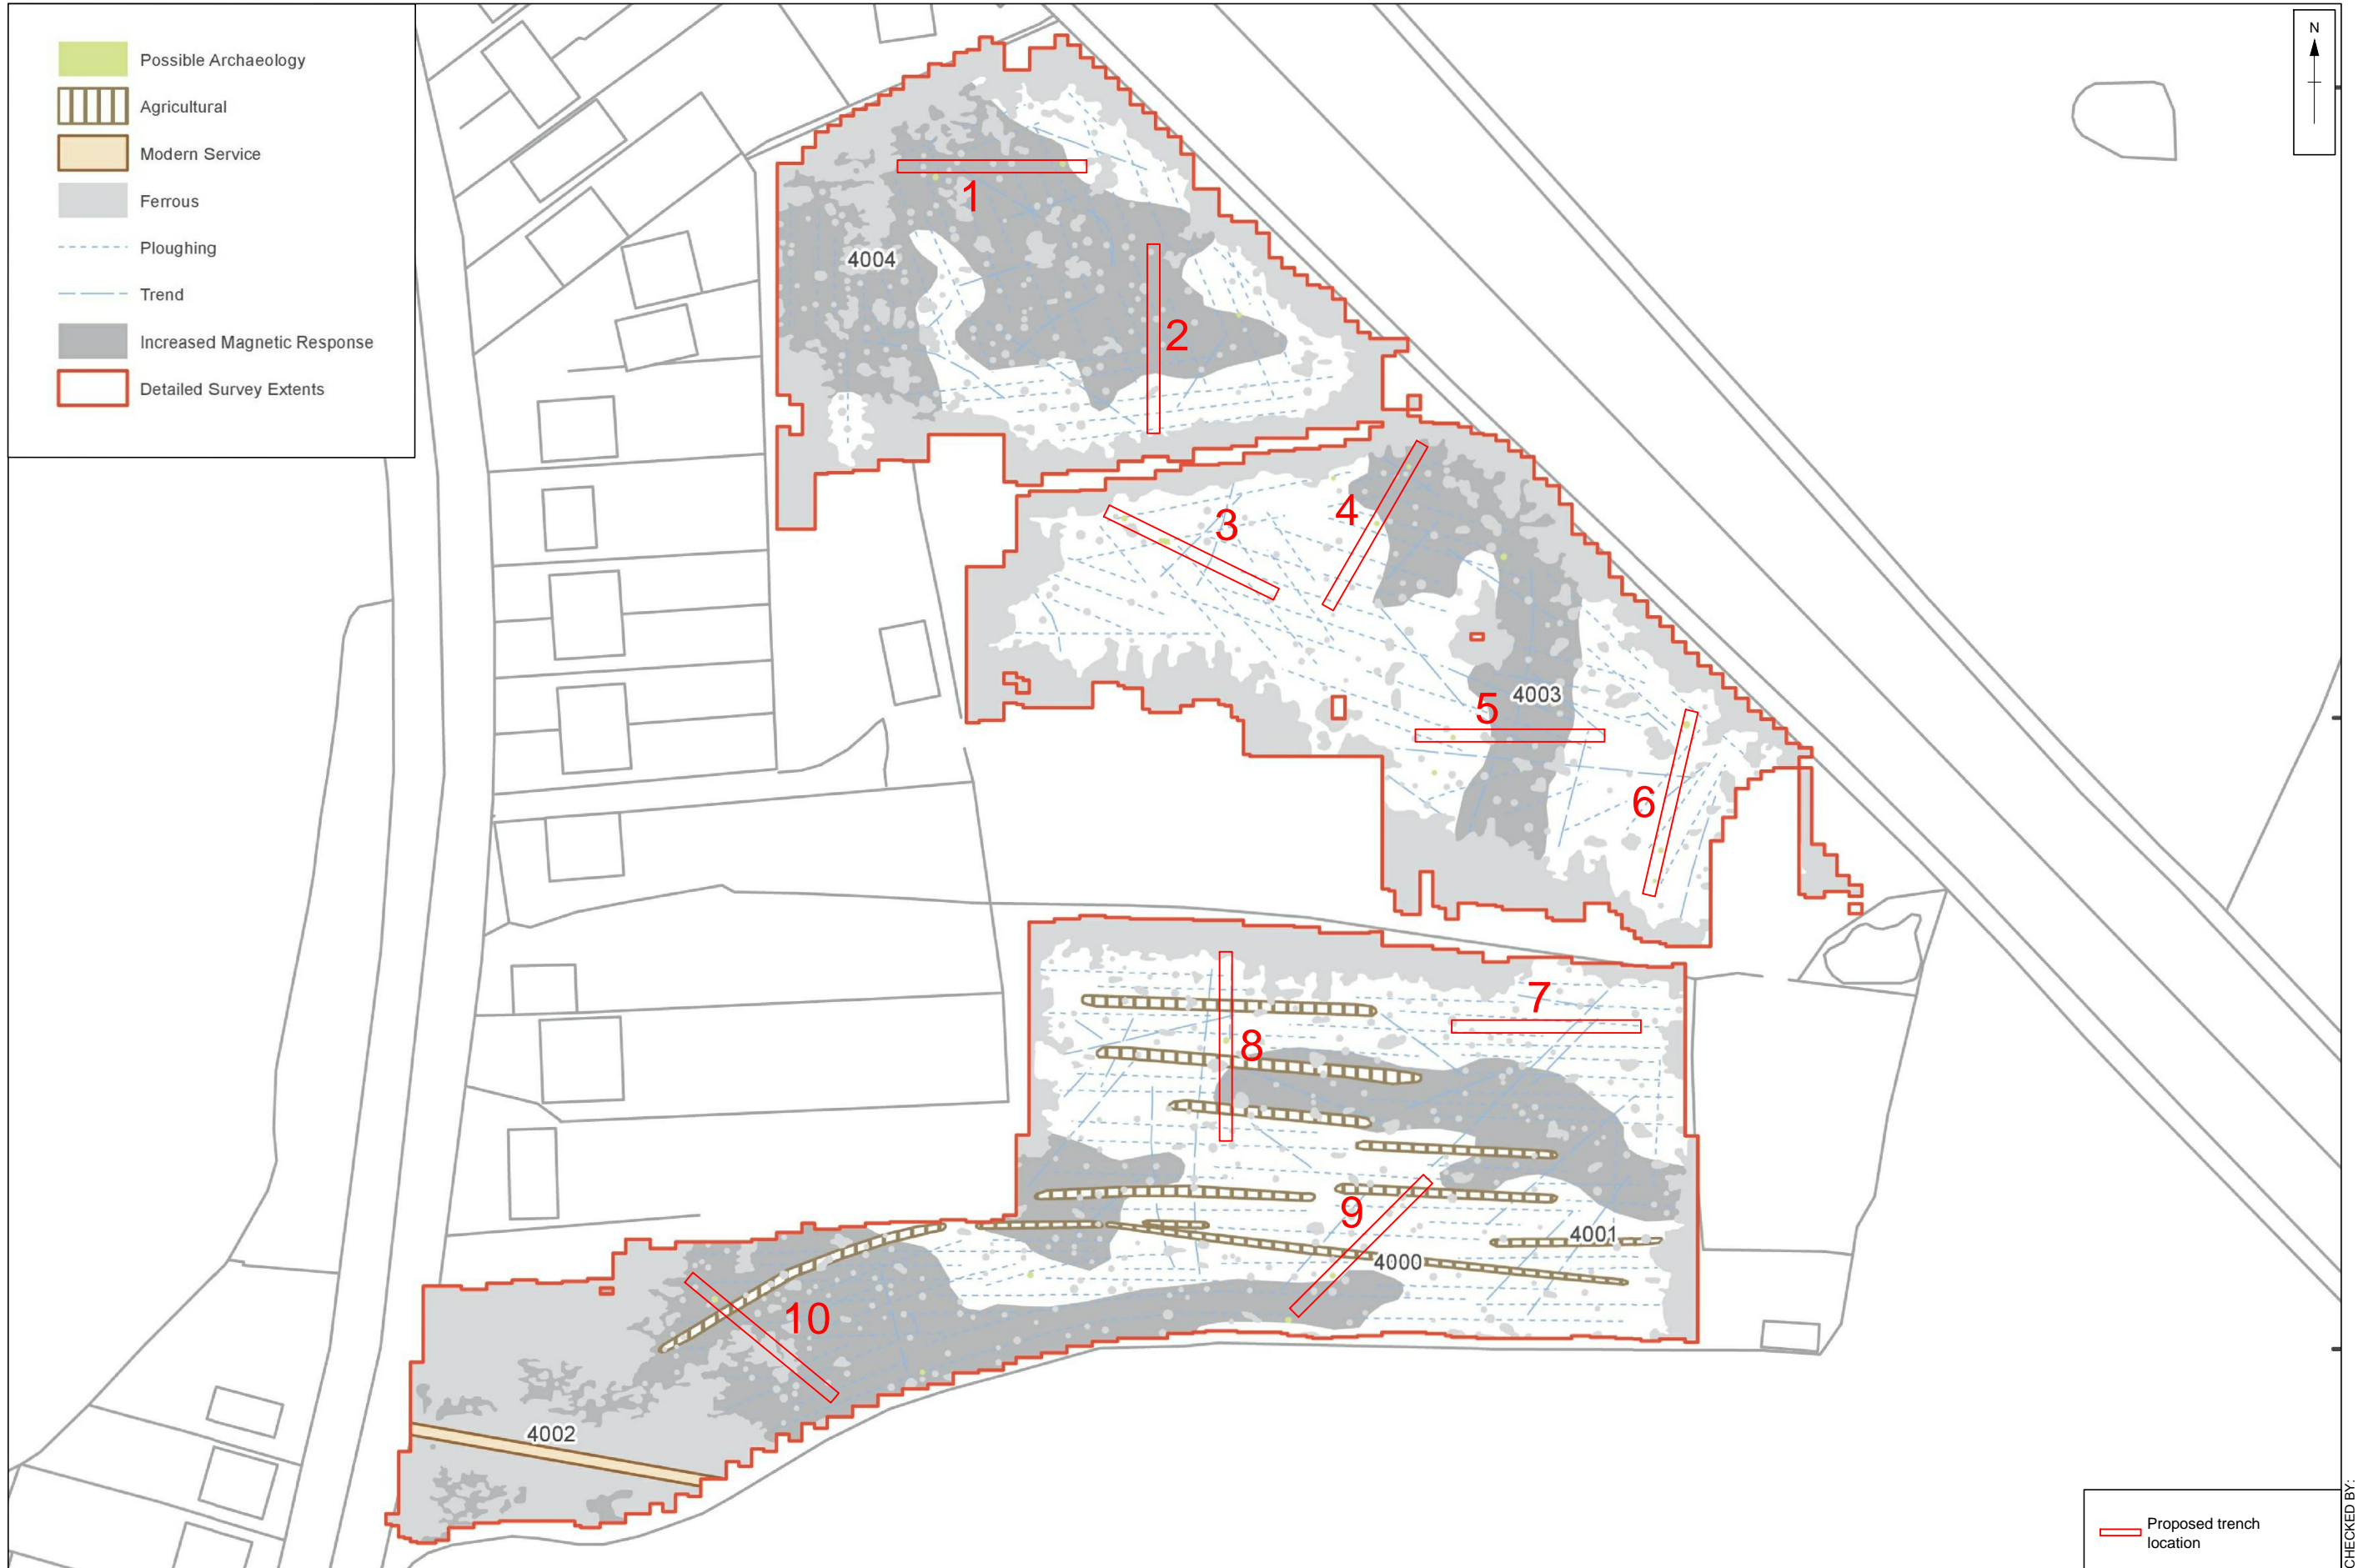 Possible Archaeology
Agricultural
Modern Service
Ferrous
Ploughing
Trend
Increased Magnetic Response
Detailed Survey Extents
N
1
4004
2
3
4
4003
5
6
7
8
9
4001
4000
10
4002
Proposed trench
location
CHECKED BY: